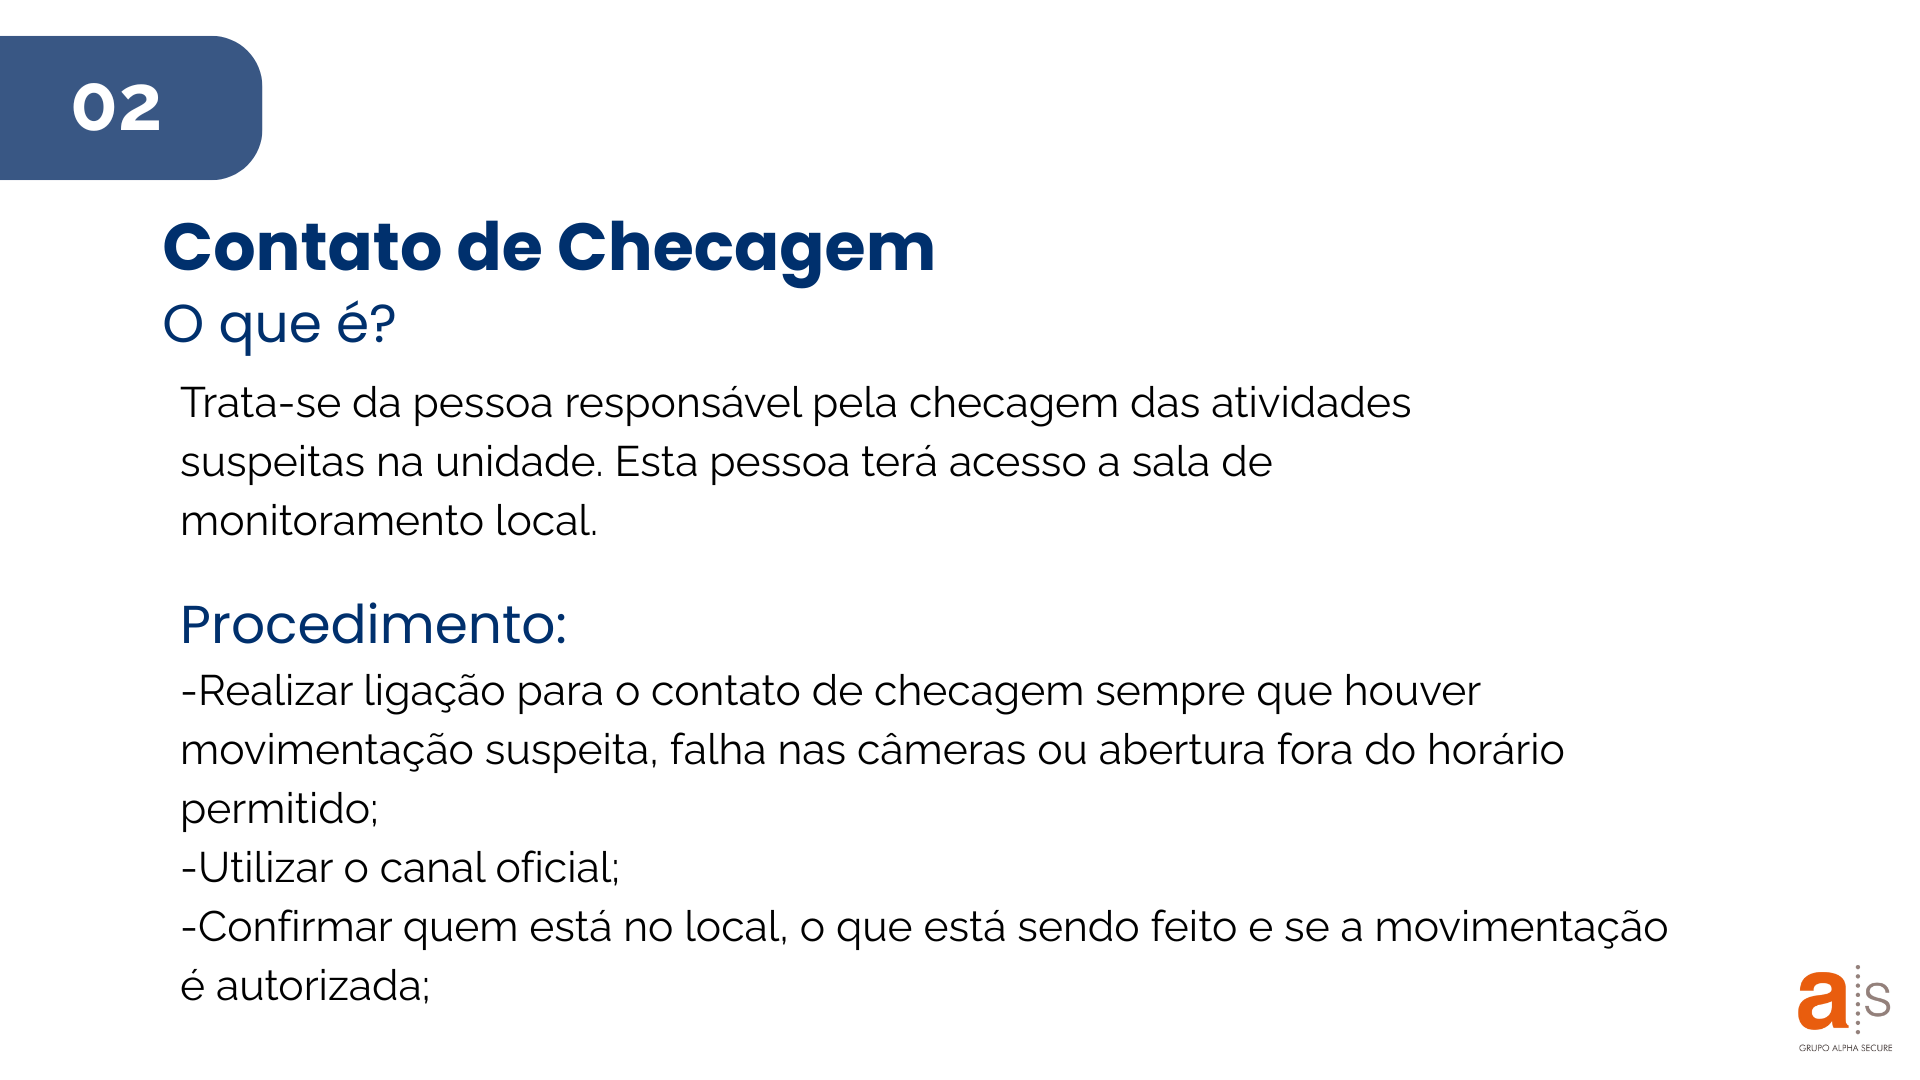 02
Contato de Checagem
O que é?
Trata-se da pessoa responsável pela checagem das atividades
suspeitas na unidade. Esta pessoa terá acesso a sala de
monitoramento local.
Procedimento:
-Realizar ligação para o contato de checagem sempre que houver
movimentação suspeita, falha nas câmeras ou abertura fora do horário
permitido;
-Utilizar o canal oficial;
-Confirmar quem está no local, o que está sendo feito e se a movimentação
é autorizada;
a s
GRUPO ALPHA SECURE